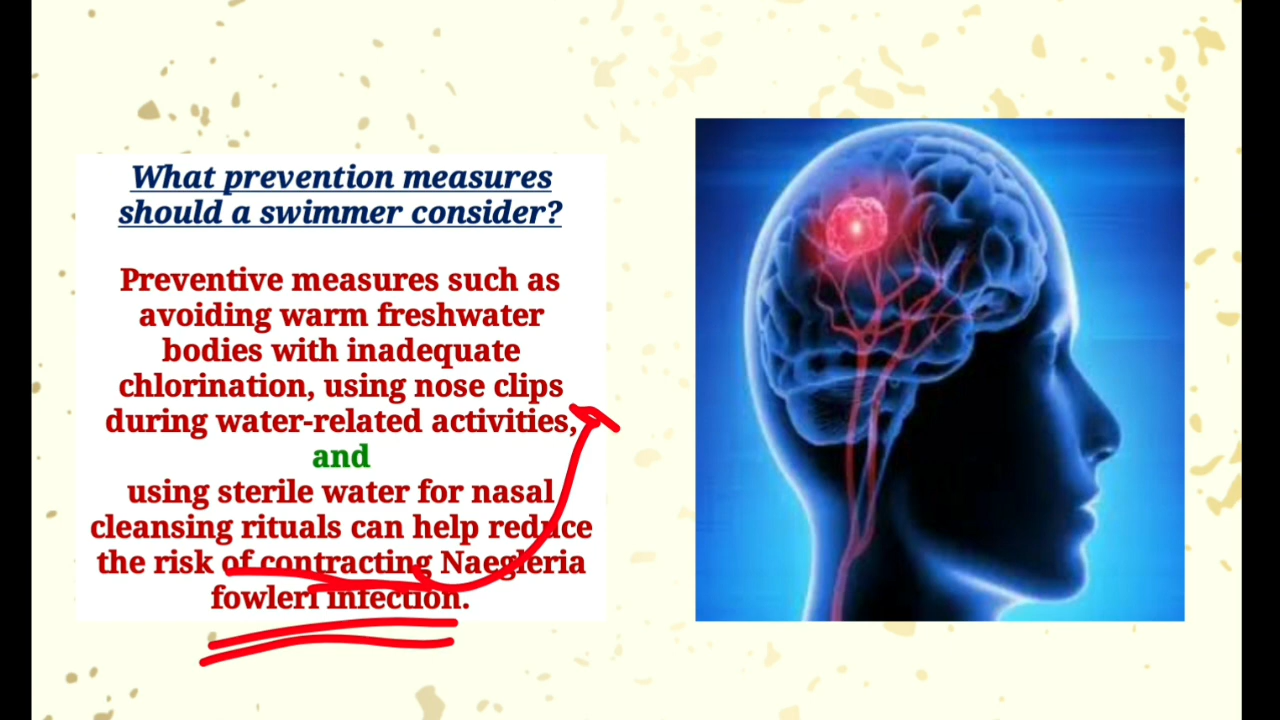 What prevention measures
should a swimmer consider?
Preventive measures such as
avoiding warm freshwater
bodies with inadequate
chlorination, using nose clips
during water-related activities,
and
using sterile water for nasal
cleansing rituals can help reduce
the risk of contracting Naegleria
fowleri infection.